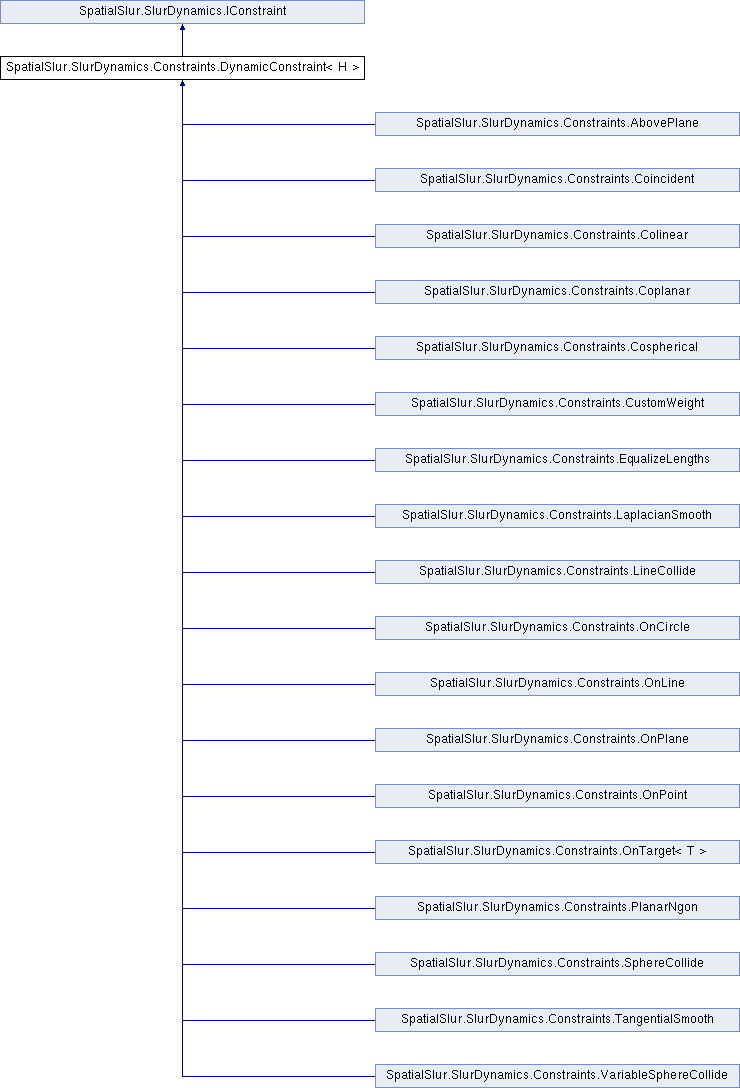 SpatialSlur.SlurDynamics.IConstraint
SpatialSlur.SlurDynamics.Constraints.DynamicConstraint< H >
SpatialSlur.SlurDynamics.Constraints.AbovePlane
SpatialSlur.SlurDynamics.Constraints.Coincident
SpatialSlur.SlurDynamics.Constraints.Colinear
SpatialSlur.SlurDynamics.Constraints.Coplanar
SpatialSlur.SlurDynamics.Constraints.Cospherical
SpatialSlur.SlurDynamics.Constraints.CustomWeight
SpatialSlur.SlurDynamics.Constraints.EqualizeLengths
SpatialSlur.SlurDynamics.Constraints.LaplacianSmooth
SpatialSlur.SlurDynamics.Constraints.LineCollide
SpatialSlur.SlurDynamics.Constraints.OnCircle
SpatialSlur.SlurDynamics.Constraints.OnLine
SpatialSlur.SlurDynamics.Constraints.OnPlane
SpatialSlur.SlurDynamics.Constraints.OnPoint
SpatialSlur.SlurDynamics.Constraints.OnTarget< T >
SpatialSlur.SlurDynamics.Constraints.PlanarNgon
SpatialSlur.SlurDynamics.Constraints.SphereCollide
SpatialSlur.SlurDynamics.Constraints.TangentialSmooth
SpatialSlur.SlurDynamics.Constraints.VariableSphereCollide